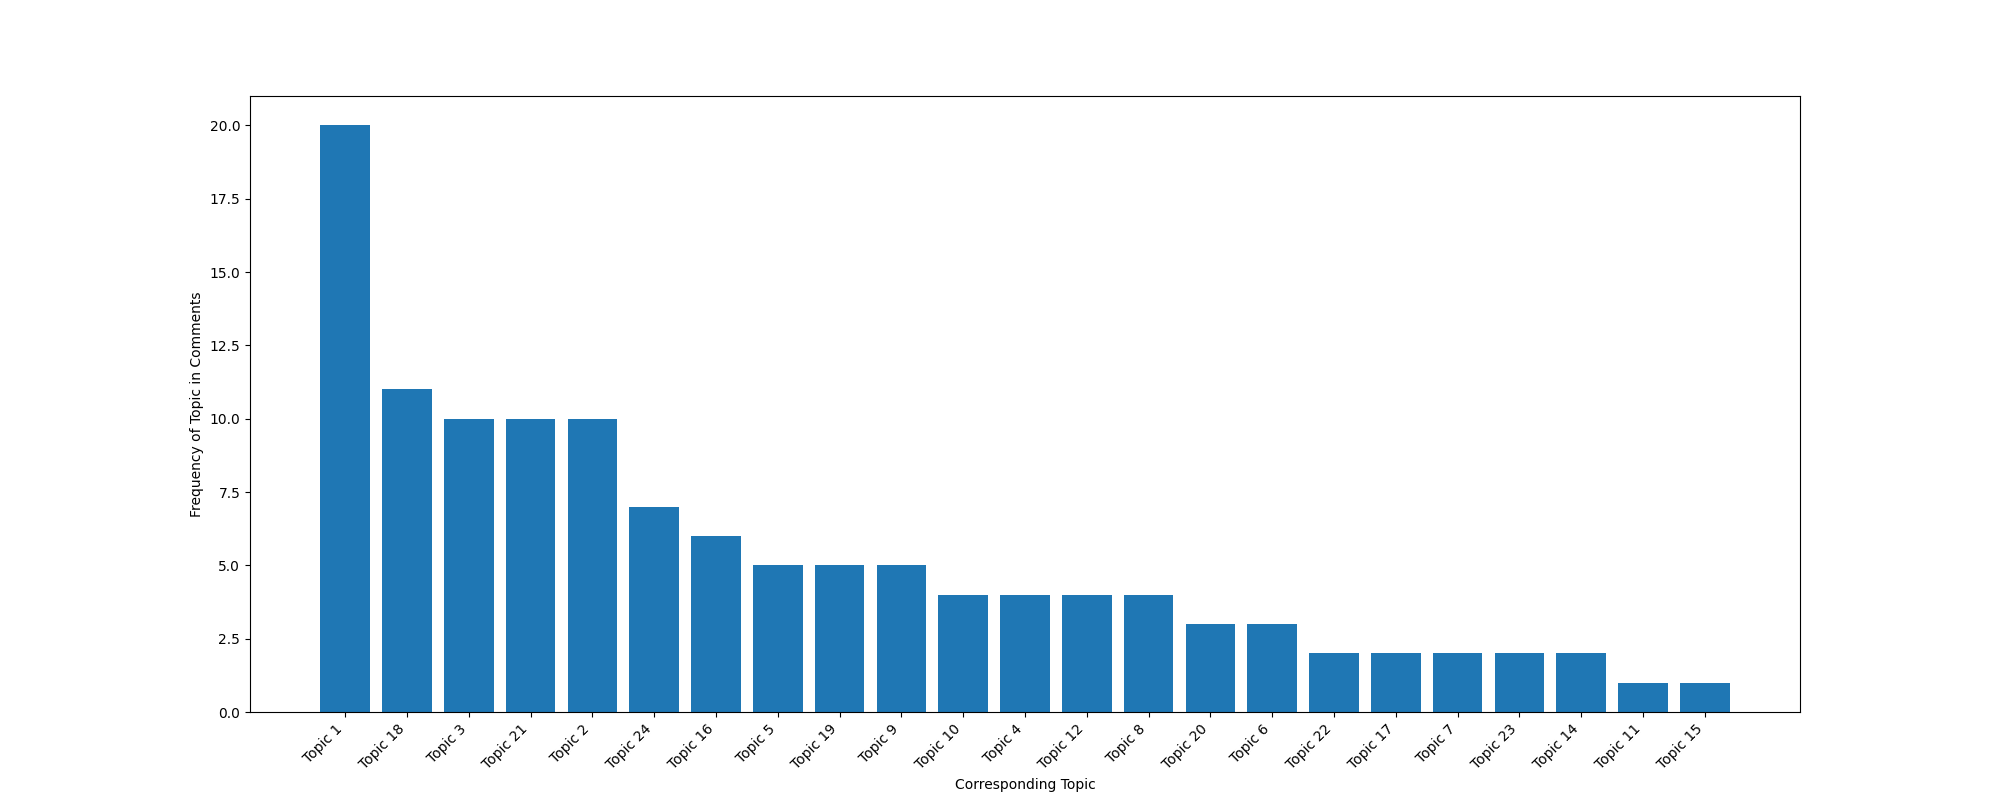 Frequency of Topic in Comments
20.0
17.5
15.0
12.5
10.0
7.5
5.0
2.5
0.0
Topic 1
Topic 18
Topic 3
Topic 21
Topic 2
Topic 24
Topic 16
Topic 5
Topic 19
Topic 9
Topic 10
Topic 4
Topic 12
Topic 8
Topic 20
Topic 6
Topic 22
Topic 17
Topic 7
Topic 23
Topic 14
Topic 11
Topic 15
Corresponding Topic